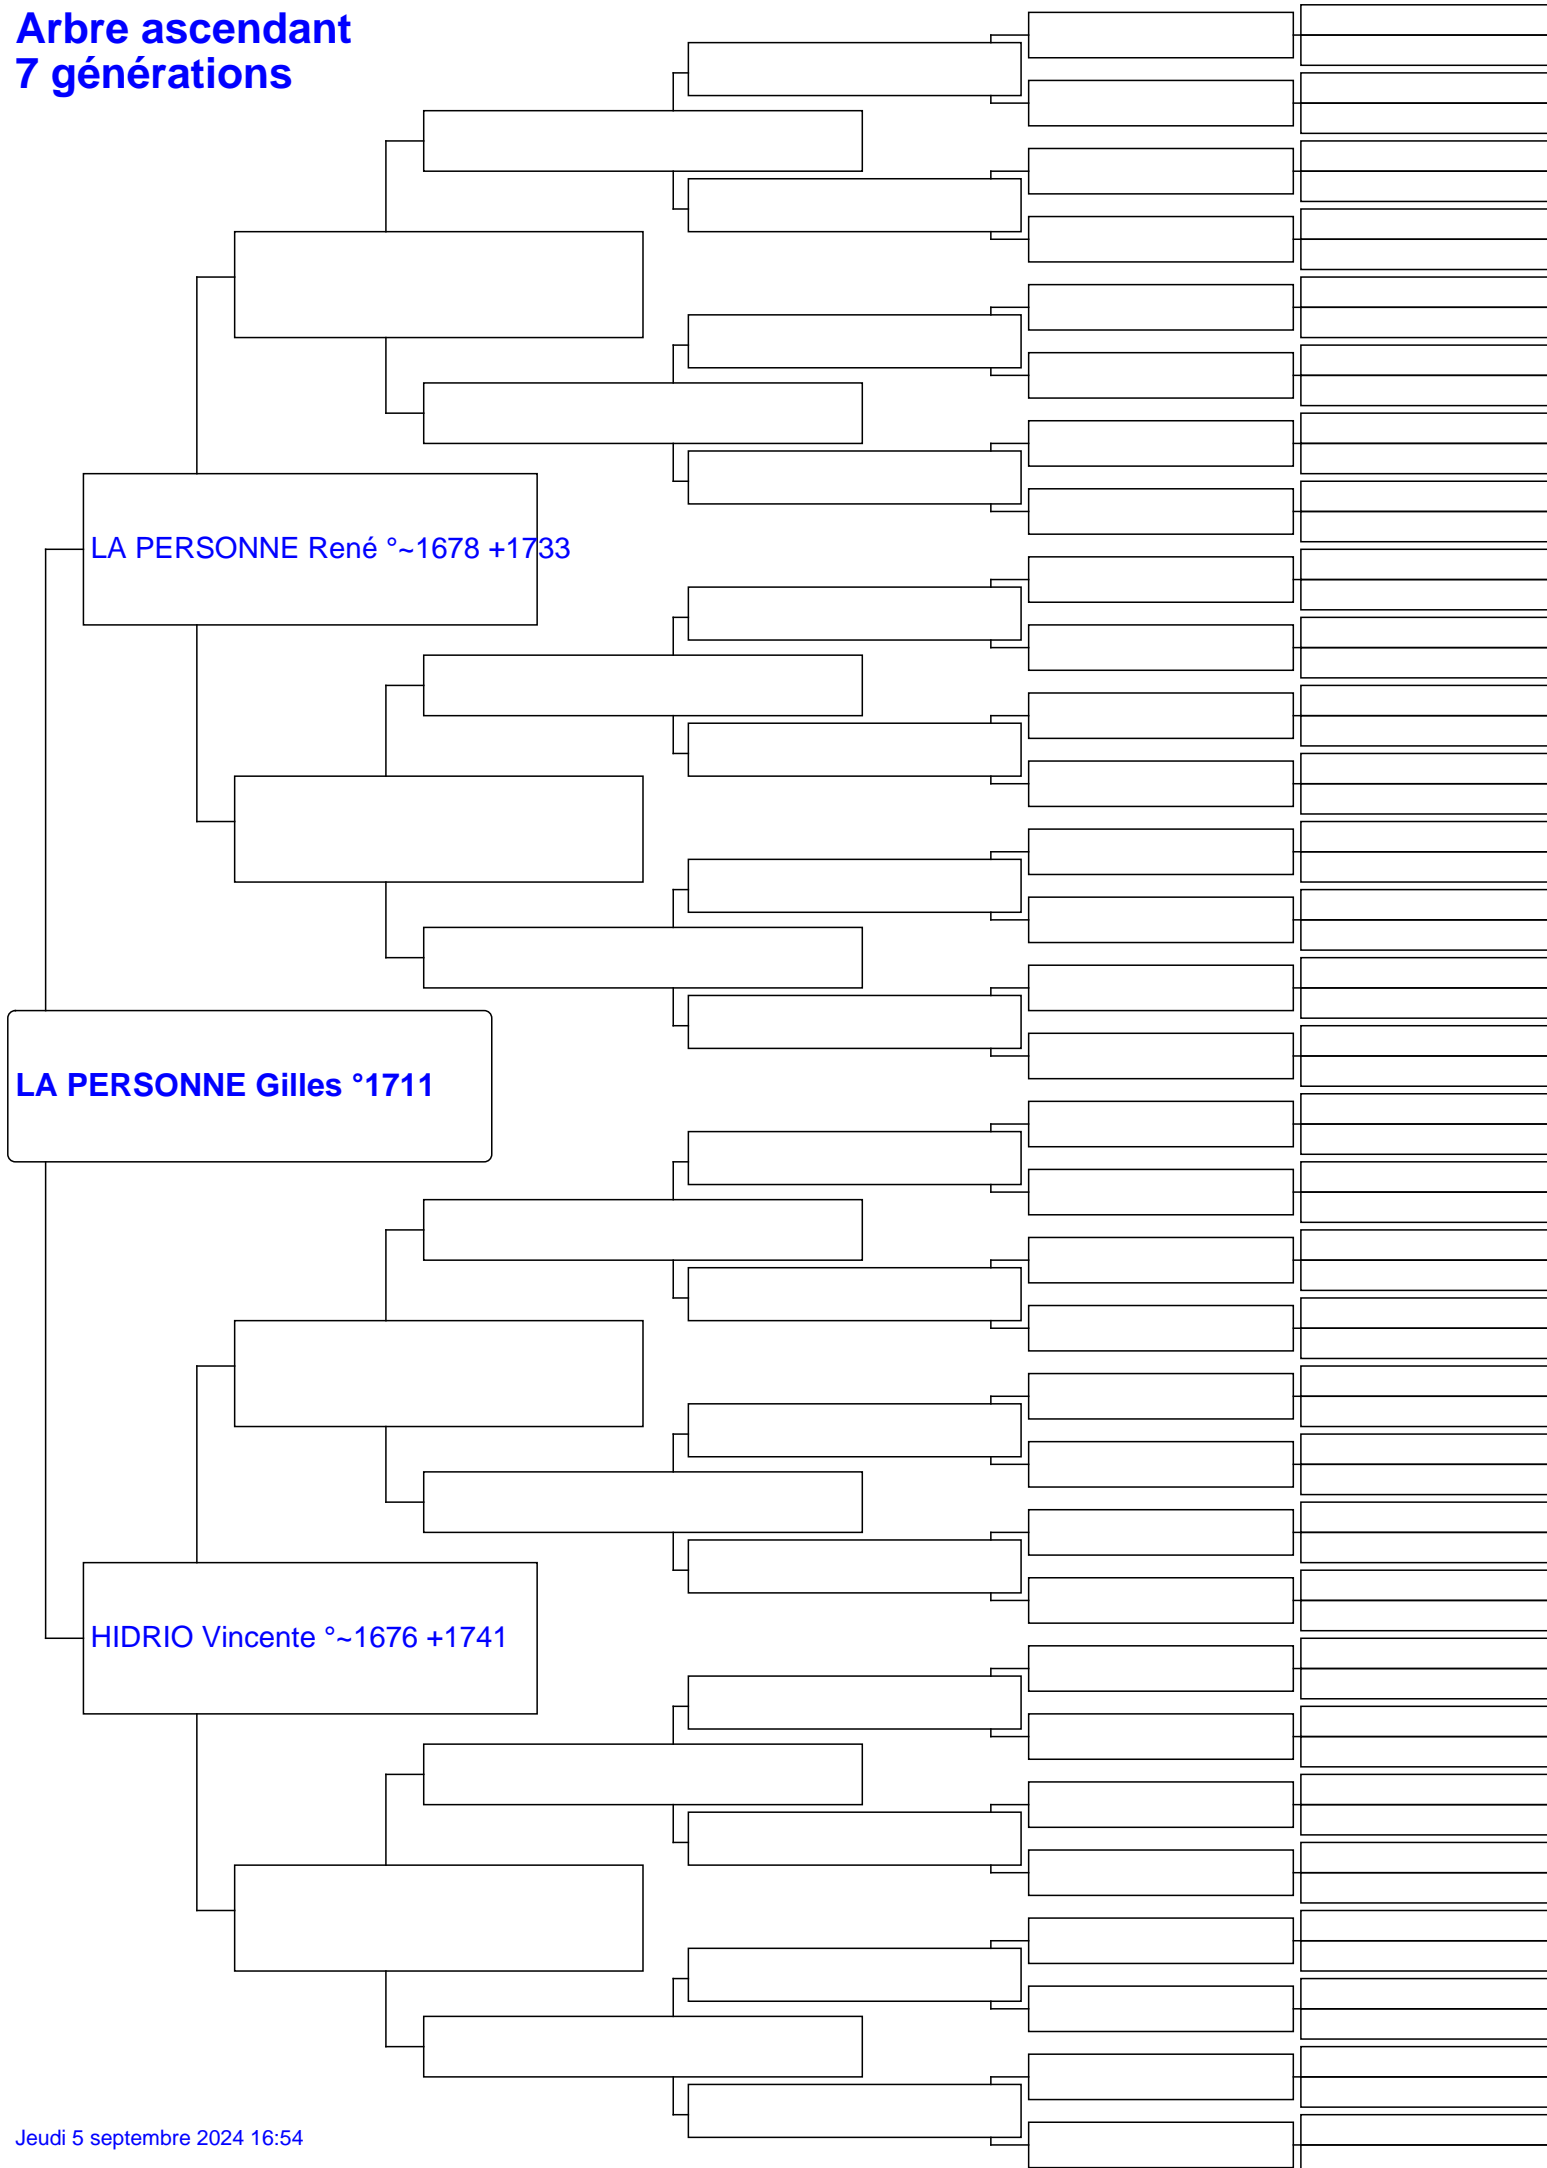 Arbre ascendant
7 générations
LA PERSONNE René °~1678 +1733
LA PERSONNE Gilles °1711
HIDRIO Vincente °~1676 +1741
Jeudi 5 septembre 2024 16:54